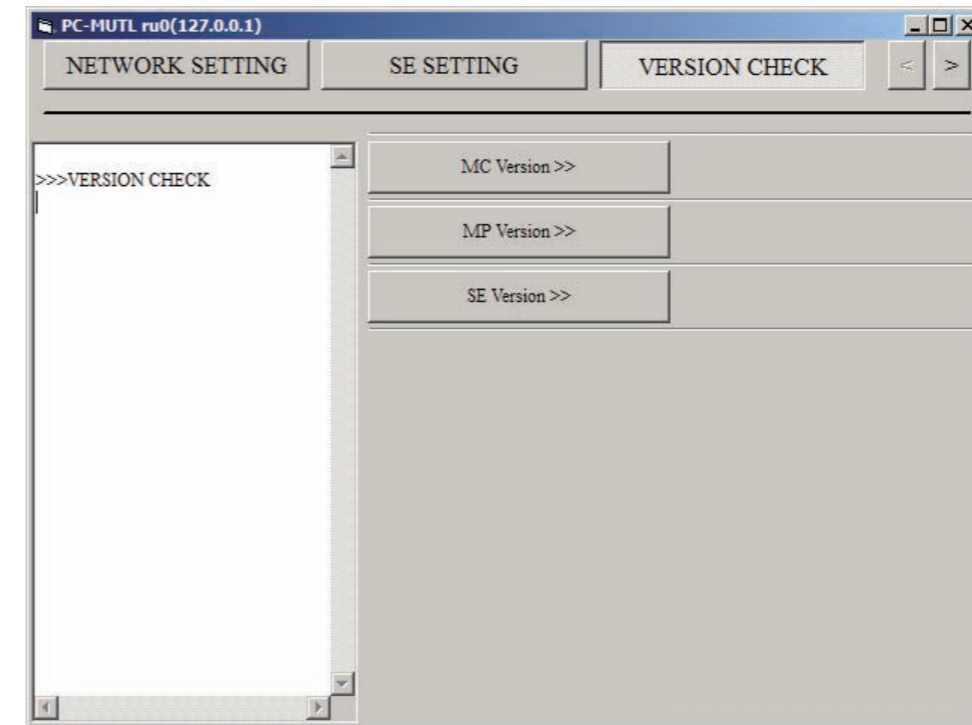 PC-MUTL ru0(127.0.0.1)
NETWORK SETTING SE SETTING VERSION CHECK < >
>>>VERSION CHECK
MC Version >>
MP Version >>
SE Version >>